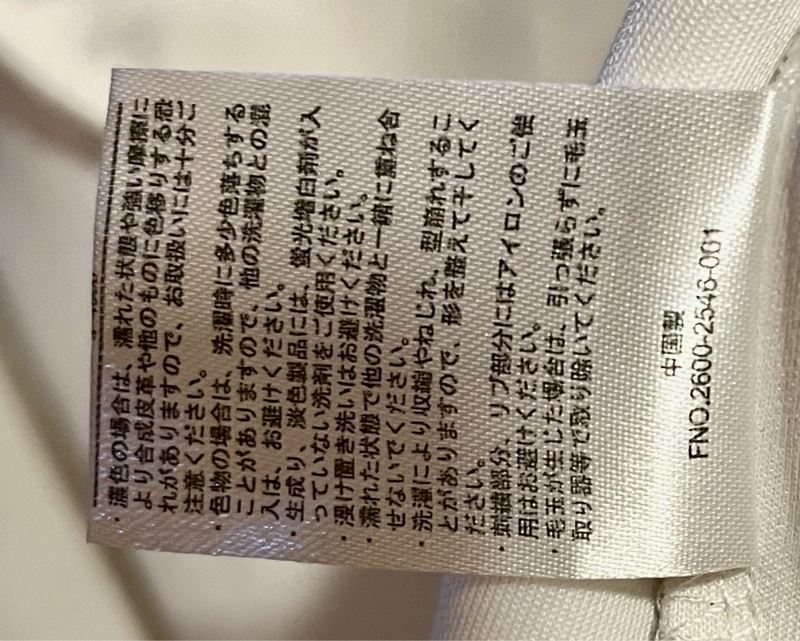 ・濃色の場合は、濡れた状態や強い摩擦に
より合成皮革や他のものに色移りする恐
れがありますので、お取扱いには十分ご
注意ください。
・色物の場合は、洗濯時に多少色落ちする
ことがありますので、他の洗濯物との混
入は、お避けください。
・生成り、淡色製品には、蛍光増白剤が入
っていない洗剤をご使用ください。
・浸け置き洗いはお避けください。
・濡れた状態で他の洗濯物と一緒に重ね合
せないでください。
・洗濯により収縮やねじれ、型崩れするこ
とがありますので、形を整えて干してく
ださい。
・刺繍部分、リブ部分にはアイロンのご使
用はお避けください。
・毛玉が生じた場合は、引っ張らずに毛玉
取り器等で取り除いてください。
中国製
FNO.2600-2546-001